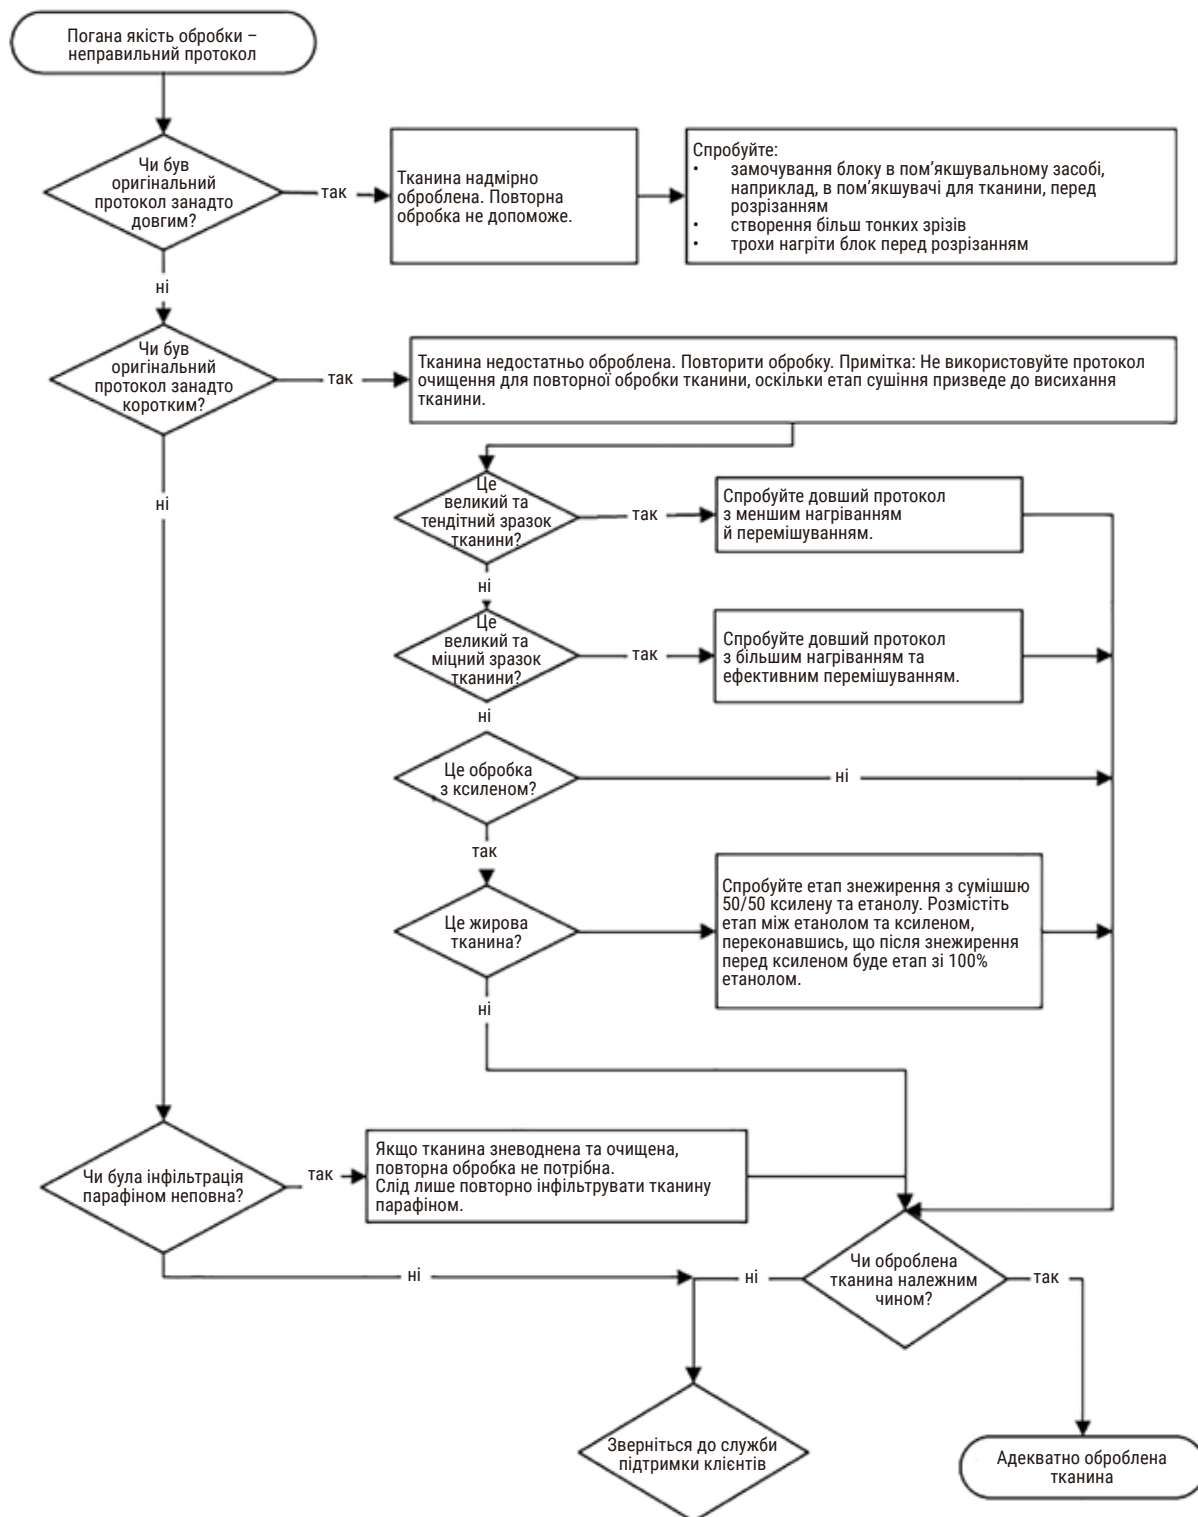 Погана якість обробки –
неправильний протокол
Чи був
оригінальний
протокол занадто
довгим?
так
Тканина надмірно
оброблена. Повторна
обробка не допоможе.
Спробуйте:
• замочування блоку в пом’якшувальному засобі,
наприклад, в пом’якшувачі для тканини, перед
розрізанням
• створення більш тонких зрізів
• трохи нагріти блок перед розрізанням
ні
Чи був
оригінальний
протокол занадто
коротким?
так
Тканина недостатньо оброблена. Повторити обробку. Примітка: Не використовуйте протокол
очищення для повторної обробки тканини, оскільки етап сушіння призведе до висихання
тканини.
ні
Це
великий та
тендітний зразок
тканини?
так
Спробуйте довший протокол
з меншим нагріванням
й перемішуванням.
ні
Це
великий та
міцний зразок
тканини?
так
Спробуйте довший протокол
з більшим нагріванням та
ефективним перемішуванням.
ні
Це обробка
з ксиленом?
ні
так
Це жирова
тканина?
Спробуйте етап знежирення з сумішшю
50/50 ксилену та етанолу. Розмістіть
етап між етанолом та ксиленом,
переконавшись, що після знежирення
перед ксиленом буде етап зі 100%
етанолом.
ні
Чи була інфільтрація
парафіном неповна?
так
Якщо тканина зневоднена та очищена,
повторна обробка не потрібна.
Слід лише повторно інфільтрувати тканину
парафіном.
ні
Чи оброблена
тканина належним
чином?
ні
так
Зверніться до служби
підтримки клієнтів
Адекватно оброблена
тканина